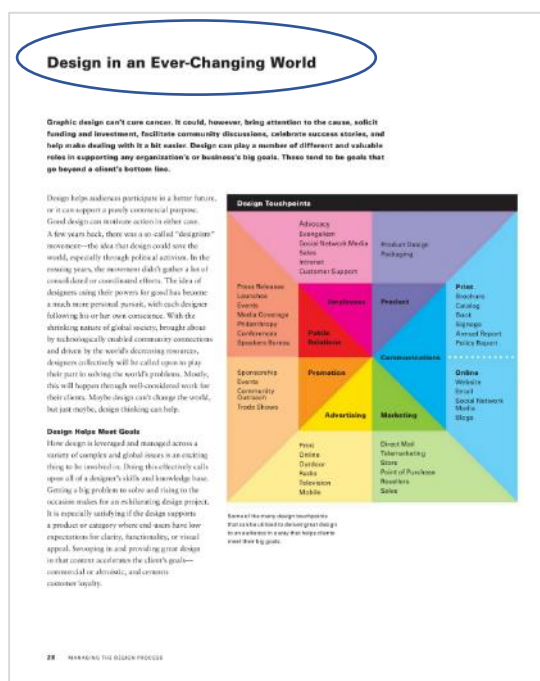 Design in an Ever-Changing World
Graphic design can't cure cancer. It could, however, bring attention to the cause, solicit
funding and investment, facilitate community discussions, celebrate success stories, and
help make dealing with it a bit easier. Design can play a number of different and valuable
roles in supporting any organization's or business's big goals. These tend to be goals that
go beyond a client's bottom line.
Design helps audiences participate in a better future,
or it can support a purely commercial purpose.
Good design can motivate action in either case.
A few years back, there was a so-called "designism"
movement—the idea that design could save the
world, especially through political activism. In the
ensuing years, the movement didn't gather a lot of
consolidated or coordinated efforts. The idea of
designers using their powers for good has become
a much more personal pursuit, with each designer
following his or her own conscience. With the
shrinking nature of global society, brought about
by technologically enabled community connections
and driven by the world's decreasing resources,
designers collectively will be called upon to play
their part in solving the world's problems. Mostly,
this will happen through well-considered work for
their clients. Maybe design can't change the world,
but just maybe, design thinking can help.
Design Helps Meet Goals
How design is leveraged and managed across a
variety of complex and global issues is an exciting
thing to be involved in. Doing this effectively calls
upon all of a designer's skills and knowledge base.
Getting a big problem to solve and rising to the
occasion makes for an exhilarating design project.
It is especially satisfying if the design supports
a product or category where end users have low
expectations for clarity, functionality, or visual
appeal. Swooping in and providing great design
in that context accelerates the client's goals—
commercial or altruistic, and cements
customer loyalty.
Design Touchpoints
Advocacy
Evangelism
Social Network Media
Sales
Intranet
Customer Support
Product Design
Packaging
Press Releases
Launches
Events
Media Coverage
Philanthropy
Conferences
Speakers Bureau
Employees
Product
Print
Brochure
Catalog
Book
Signage
Annual Report
Policy Report
Public
Relations
Communications
Sponsorship
Events
Community
Outreach
Trade Shows
Promotion
Online
Website
Email
Social Network
Media
Blogs
Advertising
Marketing
Print
Online
Outdoor
Radio
Television
Mobile
Direct Mail
Telemarketing
Store
Point of Purchase
Resellers
Sales
Some of the many design touchpoints
that can be utilized to deliver great design
to an audience in a way that helps clients
meet their big goals.
28 MANAGING THE DESIGN PROCESS